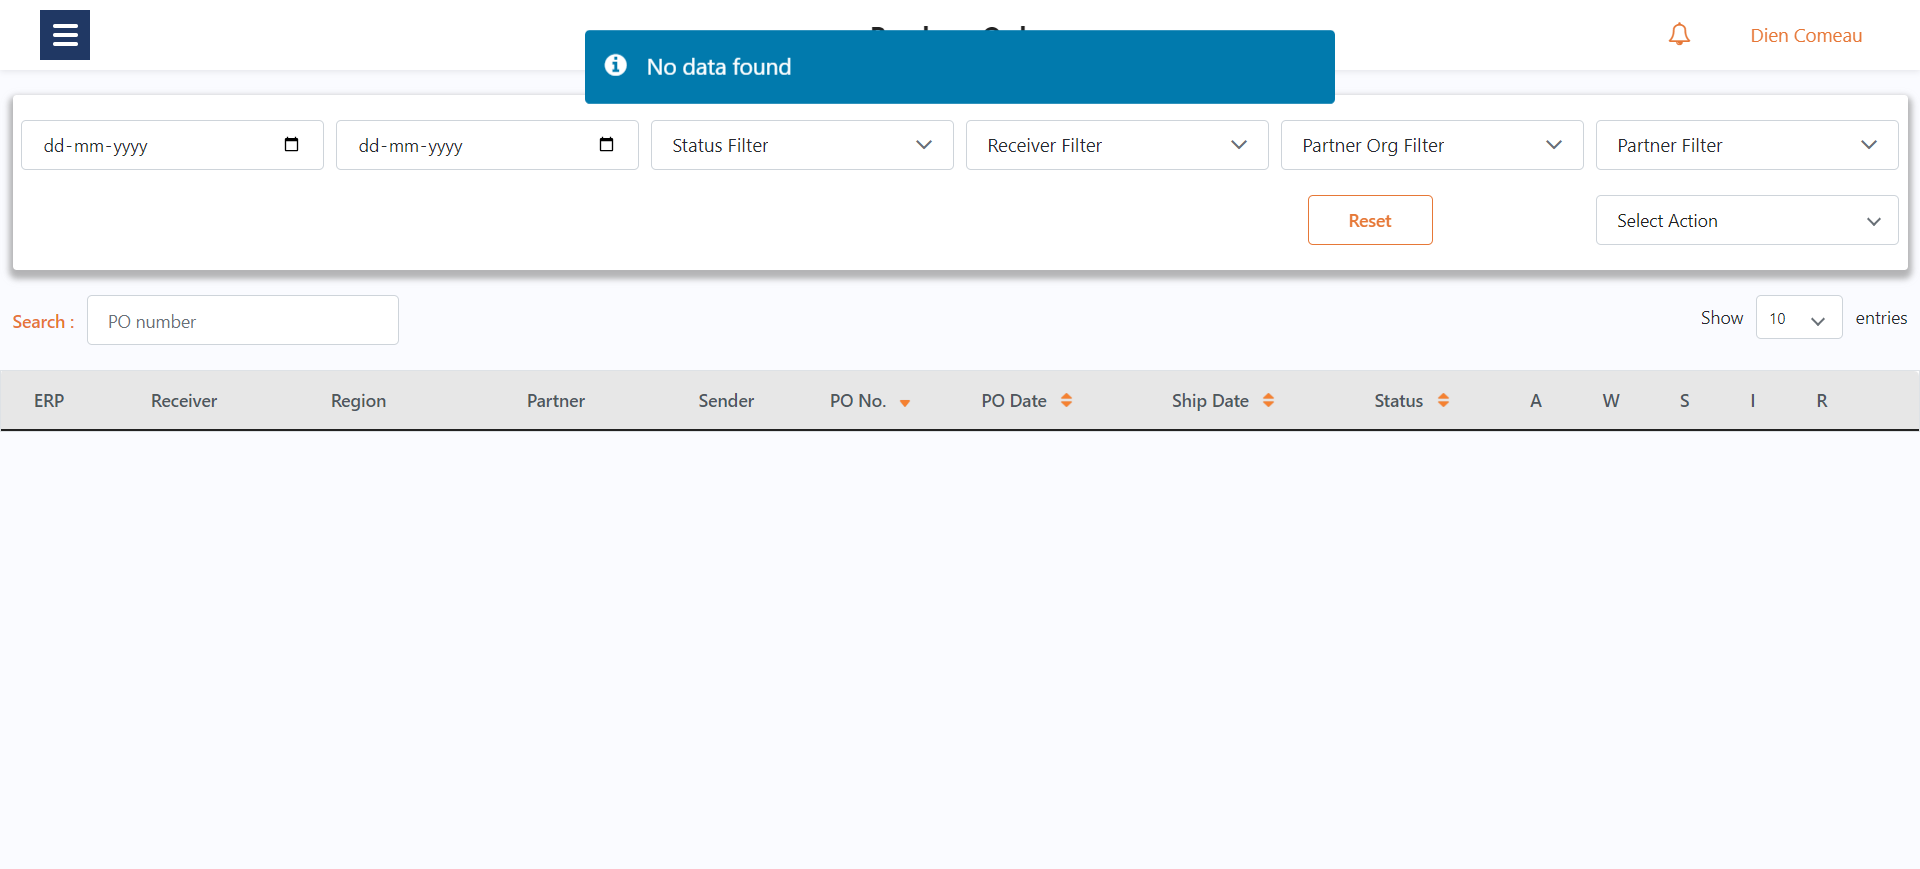 No data found
Dien Comeau
dd-mm-yyyy
dd-mm-yyyy
Status Filter
Receiver Filter
Partner Org Filter
Partner Filter
Reset
Select Action
Search :
PO number
Show
10
entries
ERP Receiver Region Partner Sender PO No. PO Date Ship Date Status A W S I R